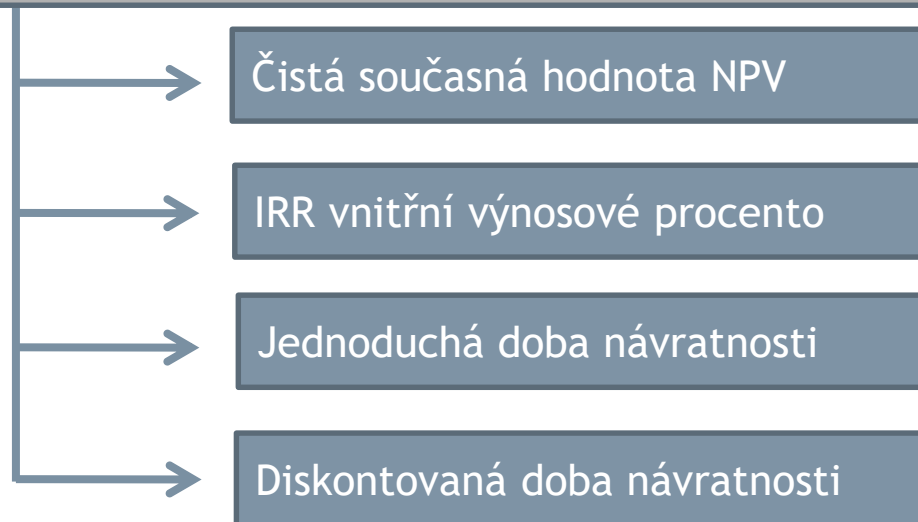 Čistá současná hodnota NPV
IRR vnitřní výnosové procento
Jednoduchá doba návratnosti
Diskontovaná doba návratnosti